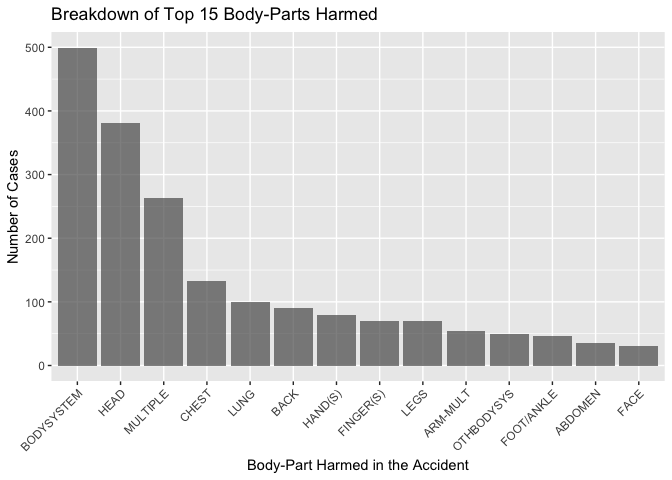 Breakdown of Top 15 Body-Parts Harmed
Number of Cases
500
400
300
200
100
0
BODYSYSTEM
HEAD
MULTIPLE
CHEST
LUNG
BACK
HAND(S)
FINGER(S)
LEGS
ARM-MULT
OTHBODYSYS
FOOT/ANKLE
ABDOMEN
FACE
Body-Part Harmed in the Accident